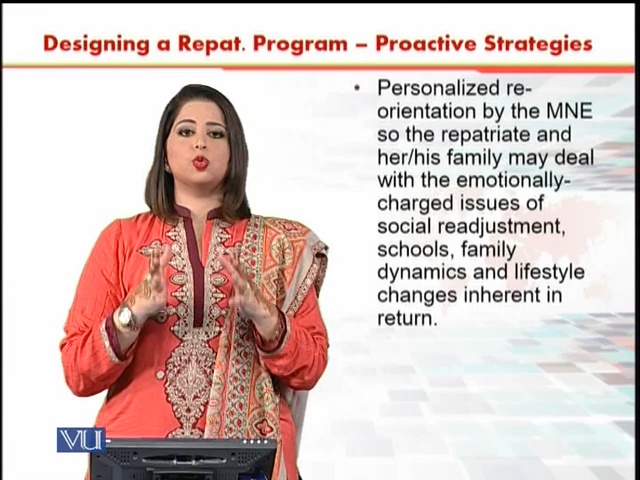 Designing a Repat. Program – Proactive Strategies
• Personalized re-
orientation by the MNE
so the repatriate and
her/his family may deal
with the emotionally-
charged issues of
social readjustment,
schools, family
dynamics and lifestyle
changes inherent in
return.
VU